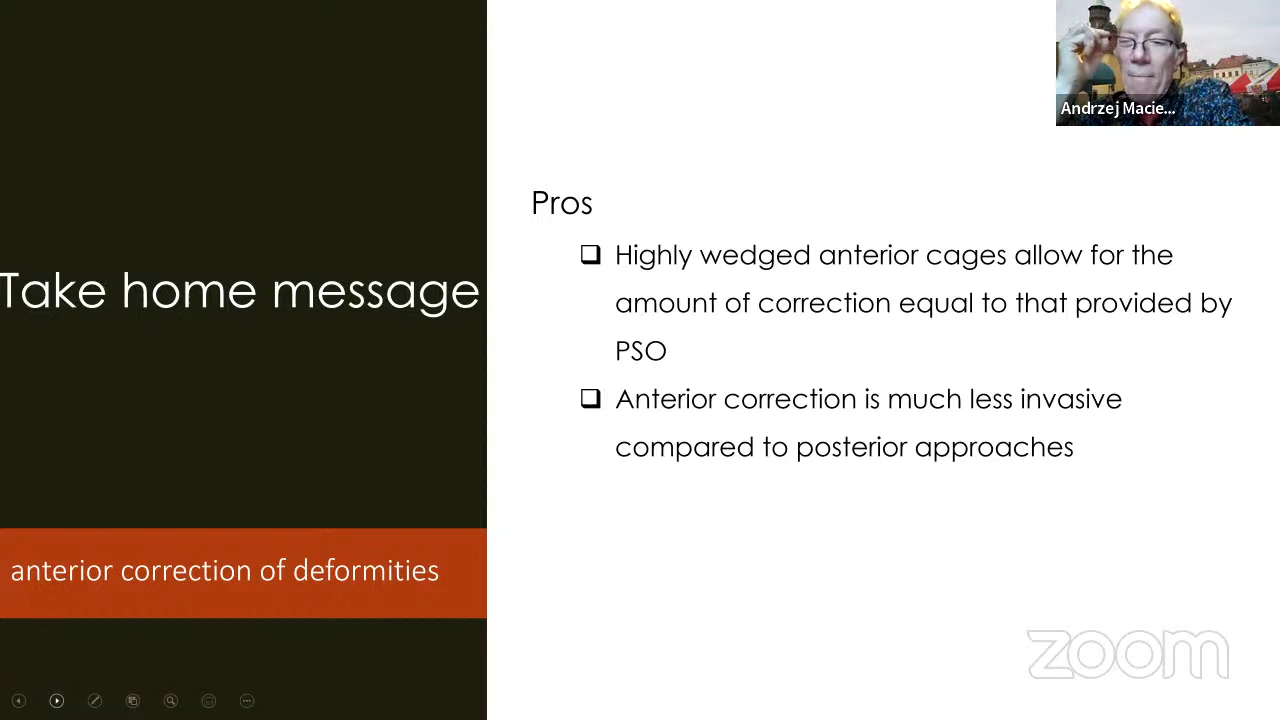 Andrzej Macie...
Take home message
anterior correction of deformities
Pros
Highly wedged anterior cages allow for the
amount of correction equal to that provided by
PSO
Anterior correction is much less invasive
compared to posterior approaches
zoom